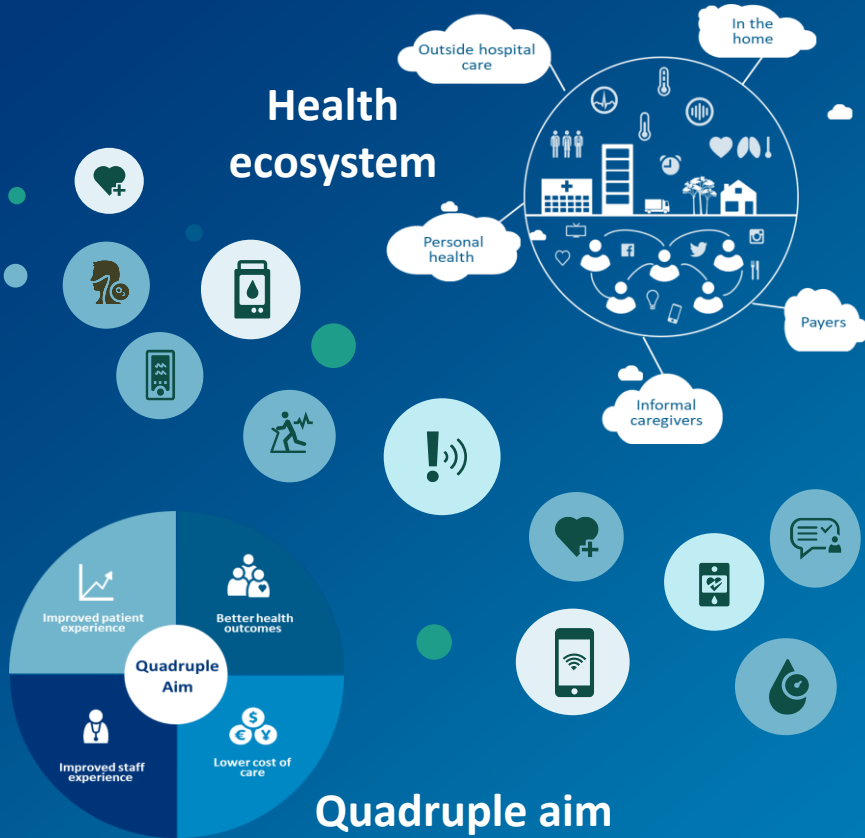 In the
home
Outside hospital
care
Health
ecosystem
Personal
health
Payers
Informal
caregivers
Improved patient
experience
Better health
outcomes
Quadruple
Aim
Improved staff
experience
$
€ ¥
Lower cost of
care
Quadruple aim